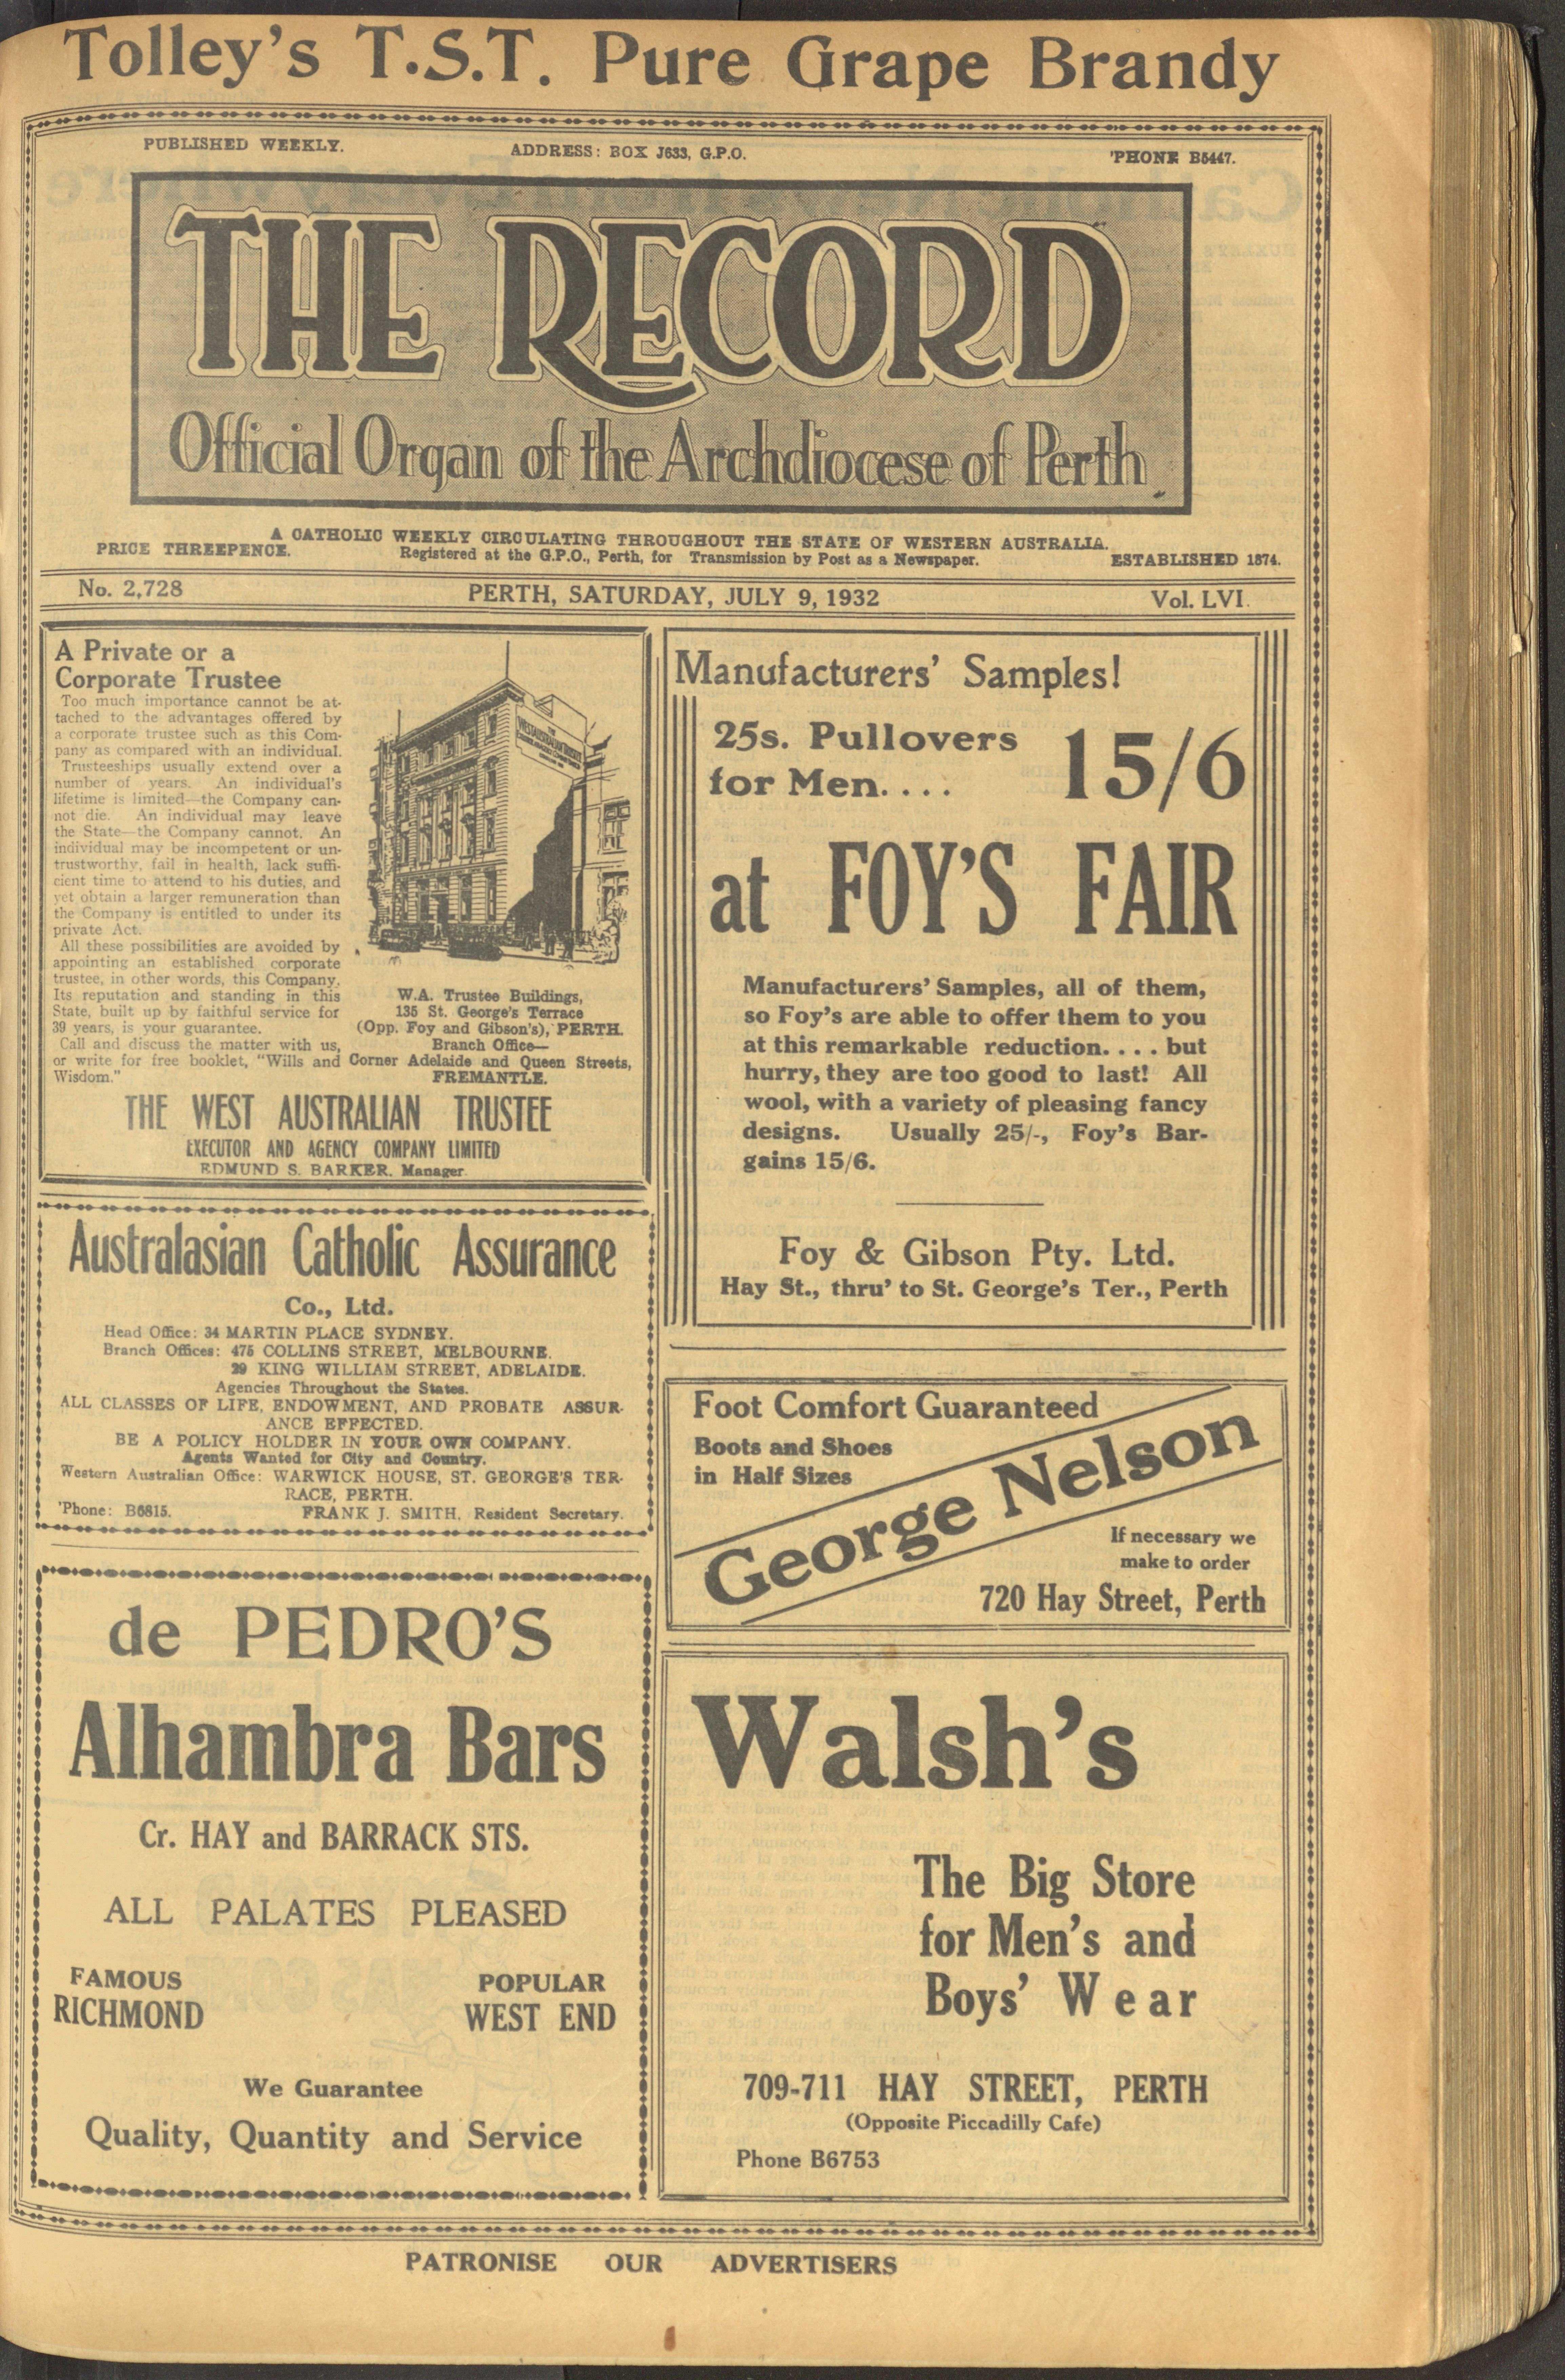 Tolley's T.S.T. Pure Grape Brandy
PUBLISHED WEEKLY. ADDRESS: BOX J633, G.P.O. 'PHONE B5447.
THE RECORD
Official Organ of the Archdiocese of Perth
A CATHOLIC WEEKLY CIRCULATING THROUGHOUT THE STATE OF WESTERN AUSTRALIA.
PRICE THREEPENCE. Registered at the G.P.O., Perth, for Transmission by Post as a Newspaper. ESTABLISHED 1874.
No. 2,728 PERTH, SATURDAY, JULY 9, 1932 Vol. LVI.
A Private or a
Corporate Trustee
Too much importance cannot be at-
tached to the advantages offered by
a corporate trustee such as this Com-
pany as compared with an individual.
Trusteeships usually extend over a
number of years. An individual's
lifetime is limited—the Company can-
not die. An individual may leave
the State—the Company cannot. An
individual may be incompetent or un-
trustworthy, fail in health, lack suffi-
cient time to attend to his duties, and
yet obtain a larger remuneration than
the Company is entitled to under its
private Act.
All these possibilities are avoided by
appointing an established corporate
trustee, in other words, this Company.
Its reputation and standing in this
State, built up by faithful service for
39 years, is your guarantee.
Call and discuss the matter with us,
or write for free booklet, "Wills and
Wisdom."
THE
WEST AUSTRALIAN TRUSTEE
W.A. Trustee Buildings,
135 St. George's Terrace
(Opp. Foy and Gibson's), PERTH.
Branch Office—
Corner Adelaide and Queen Streets,
FREMANTLE.
THE WEST AUSTRALIAN TRUSTEE
EXECUTOR AND AGENCY COMPANY LIMITED
EDMUND S. BARKER, Manager
Australasian Catholic Assurance
Co., Ltd.
Head Office: 34 MARTIN PLACE SYDNEY.
Branch Offices: 475 COLLINS STREET, MELBOURNE.
29 KING WILLIAM STREET, ADELAIDE.
Agencies Throughout the States.
ALL CLASSES OF LIFE, ENDOWMENT, AND PROBATE ASSUR-
ANCE EFFECTED.
BE A POLICY HOLDER IN YOUR OWN COMPANY.
Agents Wanted for City and Country.
Western Australian Office: WARWICK HOUSE, ST. GEORGE'S TER-
RACE, PERTH.
'Phone: B6815. FRANK J. SMITH, Resident Secretary.
de PEDRO'S
Alhambra Bars
Cr. HAY and BARRACK STS.
ALL PALATES PLEASED
FAMOUS POPULAR
RICHMOND WEST END
We Guarantee
Quality, Quantity and Service
Manufacturers' Samples!
25s. Pullovers
for Men.... 15/6
at FOY'S FAIR
Manufacturers' Samples, all of them,
so Foy's are able to offer them to you
at this remarkable reduction.... but
hurry, they are too good to last! All
wool, with a variety of pleasing fancy
designs. Usually 25/-, Foy's Bar-
gains 15/6.
Foy & Gibson Pty. Ltd.
Hay St., thru' to St. George's Ter., Perth
Foot Comfort Guaranteed
Boots and Shoes
in Half Sizes
George Nelson
If necessary we
make to order
720 Hay Street, Perth
Walsh's
The Big Store
for Men's and
Boys' Wear
709-711 HAY STREET, PERTH
(Opposite Piccadilly Cafe)
Phone B6753
PATRONISE OUR ADVERTISERS